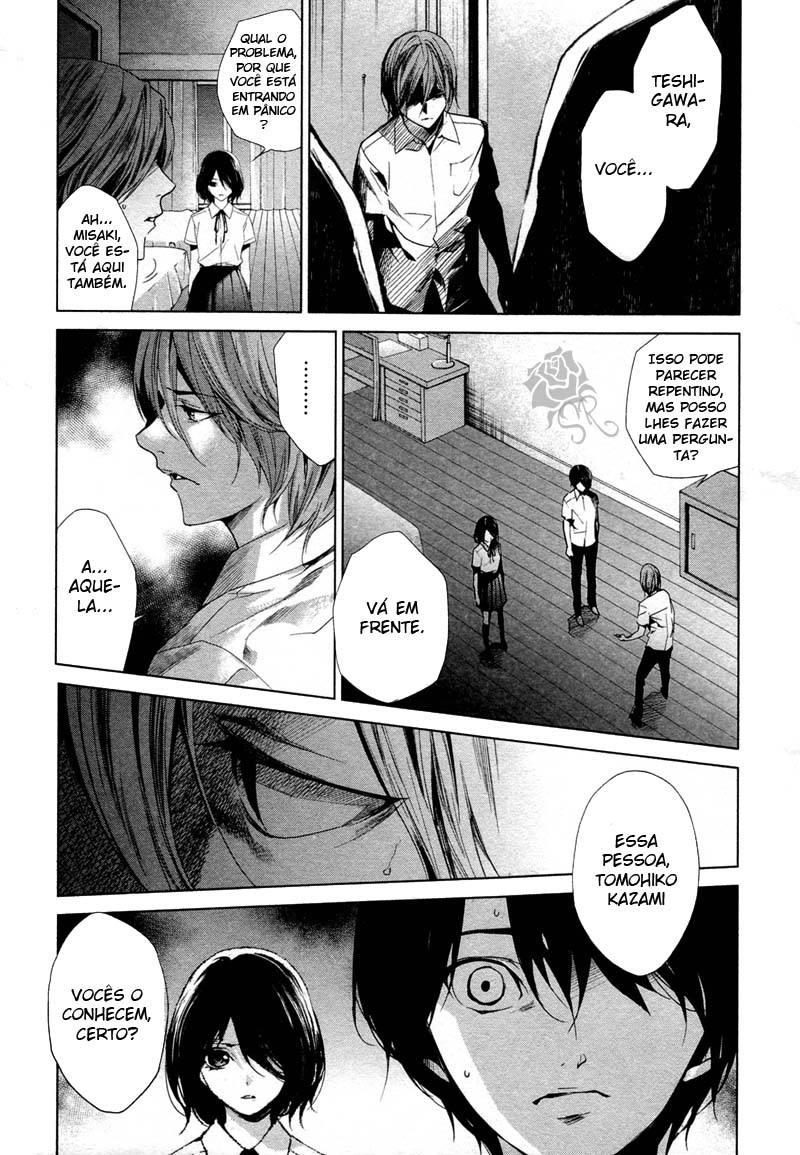 TESHI-
GAWA-
RA,
VOCÊ...
QUAL O
PROBLEMA,
POR QUE
VOCÊ ESTÁ
ENTRANDO
EM PÂNICO
?
AH...
MISAKI,
VOCÊ ES-
TÁ AQUI
TAMBÉM.
ISSO PODE
PARECER
REPENTINO,
MAS POSSO
LHES FAZER
UMA PERGUN-
TA?
VÁ EM
FRENTE.
.........
A...
AQUE-
LA...
ESSA
PESSOA,
TOMOHIKO
KAZAMI
VOCÊS O
CONHECEM,
CERTO?
SR